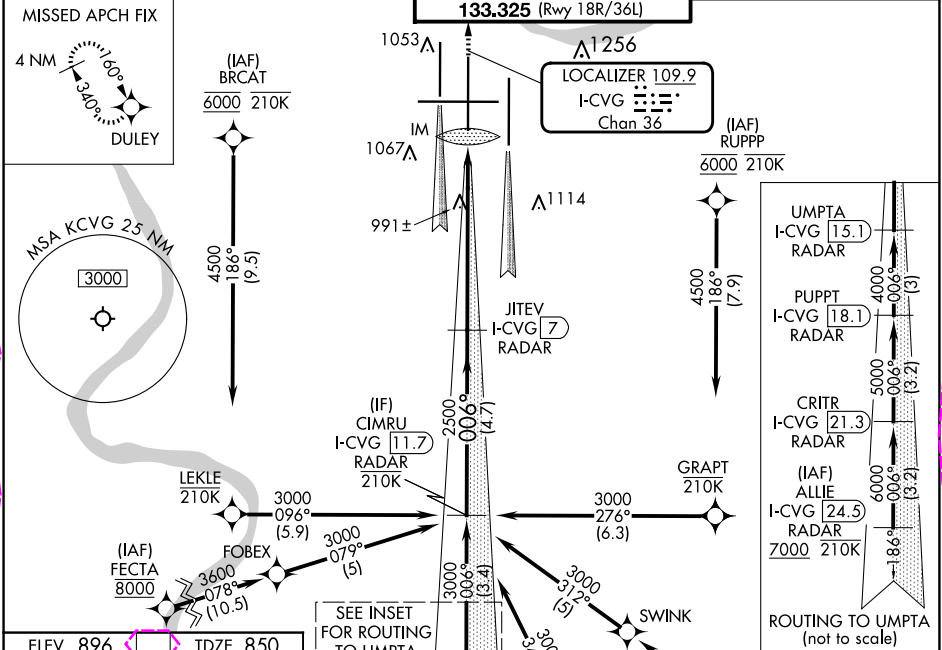 133.325 (Rwy 18R/36L)
MISSED APCH FIX
4 NM
160°
340°
DULEY
(IAF)
BRCAT
6000 210K
1053
1256
LOCALIZER 109.9
I-CVG
Chan 36
IM
1067
991±
1114
(IAF)
RUPPP
6000 210K
MSA KCVG 25 NM
3000
4500
186°
(9.5)
4500
186°
(7.9)
JITEV
I-CVG 7
RADAR
2500
006°
(4.7)
(IF)
CIMRU
I-CVG 11.7
RADAR
210K
LEKLE
210K
3000
096°
(5.9)
GRAPT
210K
3000
276°
(6.3)
(IAF)
FECTA
8000
3600
078°
(10.5)
FOBEX
3000
079°
(5)
3000
006°
(3.4)
3000
312°
(5)
SWINK
SEE INSET
FOR ROUTING
TO UMPTA
ELEV 896
TDZE 850
UMPTA
I-CVG 15.1
RADAR
4000
006°
(3)
PUPPT
I-CVG 18.1
RADAR
5000
006°
(3.2)
CRITR
I-CVG 21.3
RADAR
6000
006°
(3.2)
(IAF)
ALLIE
I-CVG 24.5
RADAR
7000 210K
186°
ROUTING TO UMPTA
(not to scale)